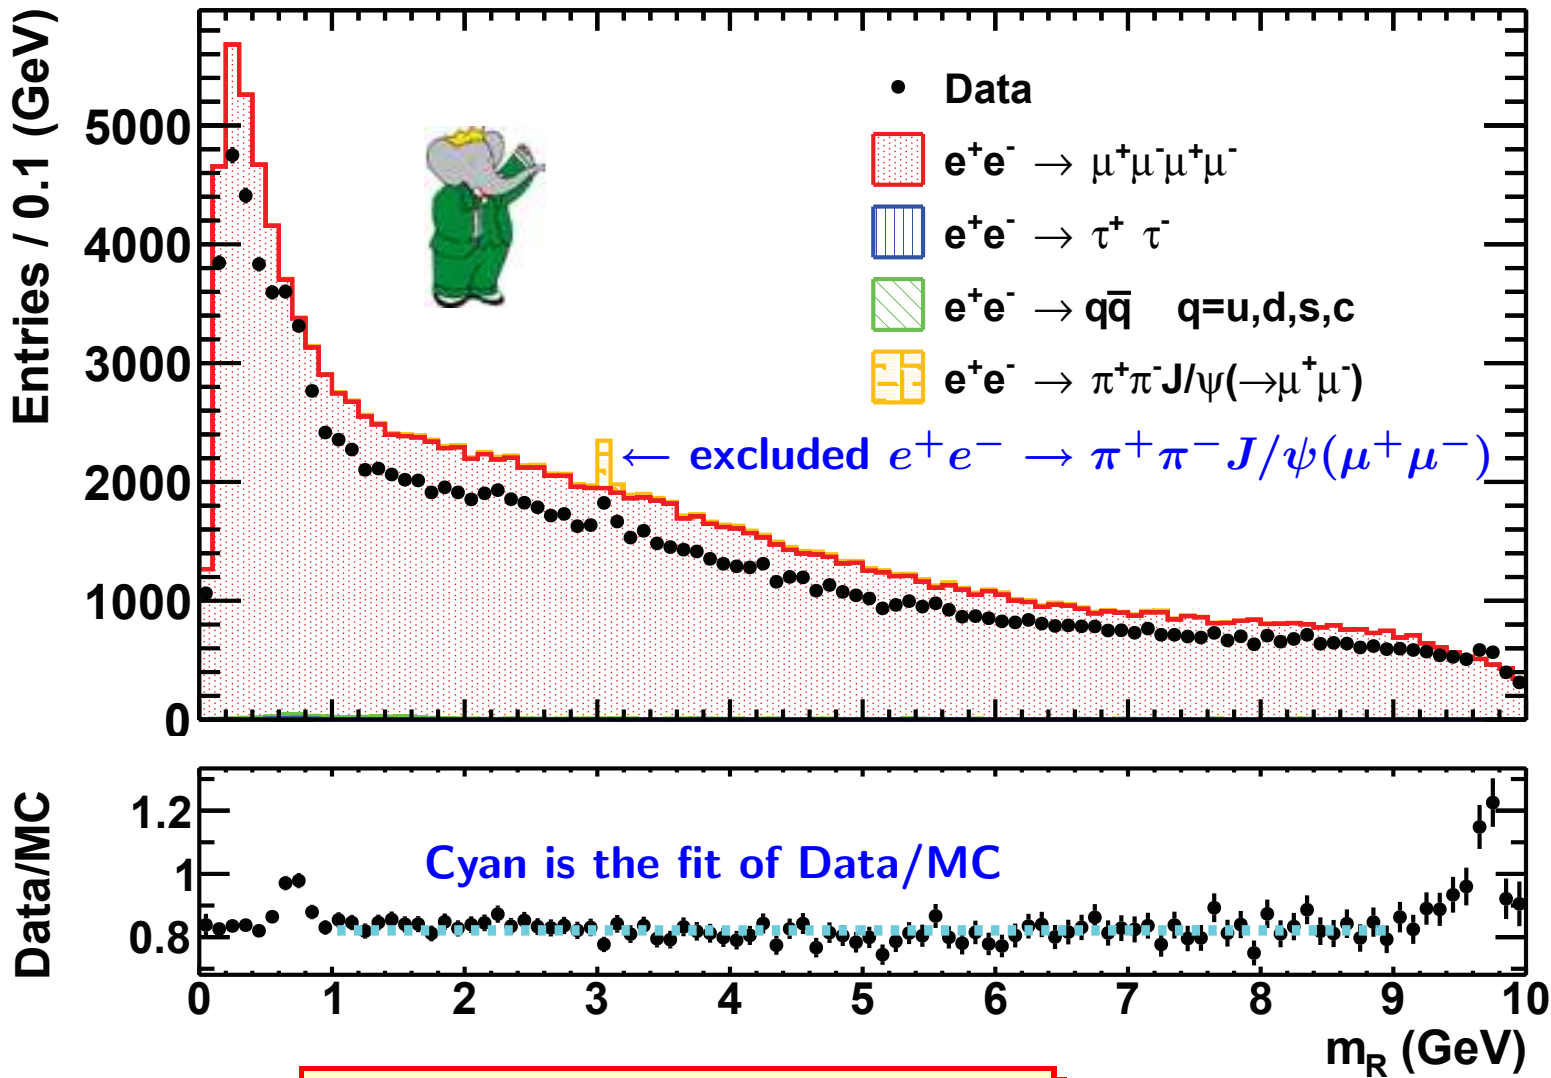 Entries / 0.1 (GeV)
5000
4000
3000
2000
1000
0
Data
e⁺e⁻ → μ⁺μ⁻μ⁺μ⁻
e⁺e⁻ → τ⁺ τ⁻
e⁺e⁻ → qq̅ q=u,d,s,c
e⁺e⁻ → π⁺π⁻J/ψ(→μ⁺μ⁻)
← excluded e⁺e⁻ → π⁺π⁻ J/ψ(μ⁺μ⁻)
Data/MC
1.2
1
0.8
Cyan is the fit of Data/MC
0 1 2 3 4 5 6 7 8 9 10
m_R (GeV)